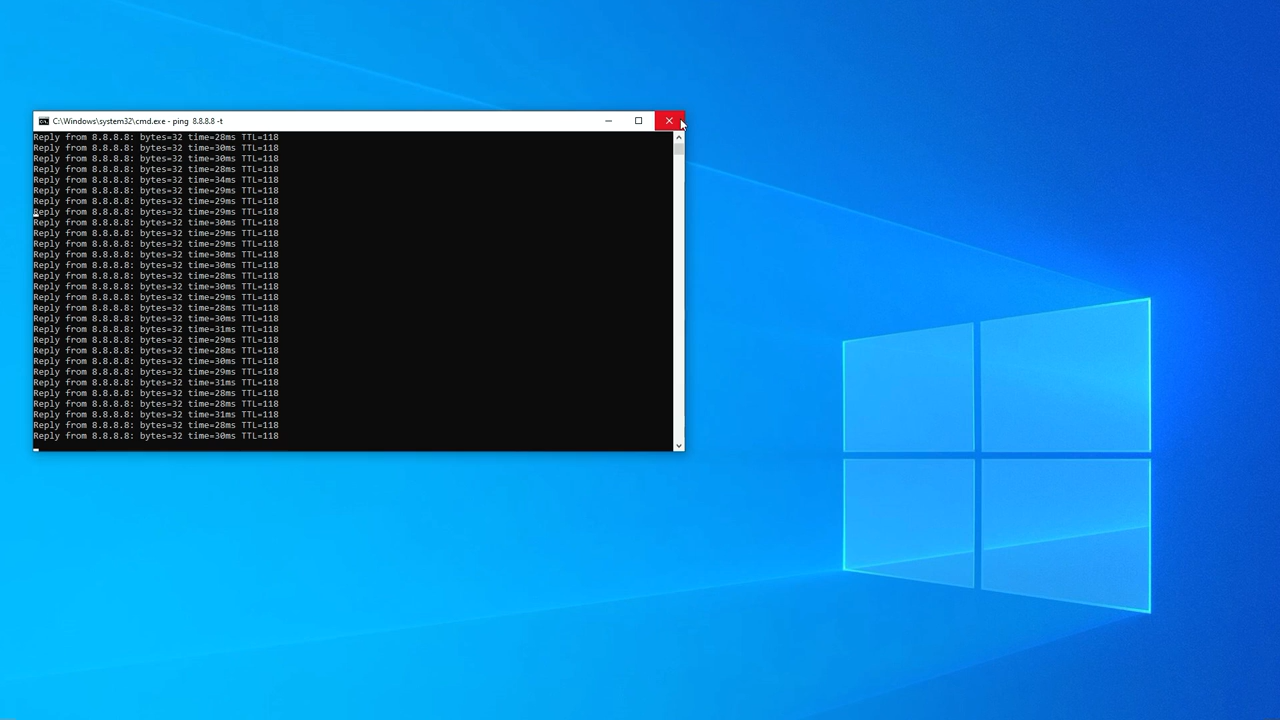 C:\Windows\system32\cmd.exe - ping 8.8.8.8 -t
Reply from 8.8.8.8: bytes=32 time=28ms TTL=118
Reply from 8.8.8.8: bytes=32 time=30ms TTL=118
Reply from 8.8.8.8: bytes=32 time=30ms TTL=118
Reply from 8.8.8.8: bytes=32 time=28ms TTL=118
Reply from 8.8.8.8: bytes=32 time=34ms TTL=118
Reply from 8.8.8.8: bytes=32 time=29ms TTL=118
Reply from 8.8.8.8: bytes=32 time=29ms TTL=118
Reply from 8.8.8.8: bytes=32 time=29ms TTL=118
Reply from 8.8.8.8: bytes=32 time=30ms TTL=118
Reply from 8.8.8.8: bytes=32 time=29ms TTL=118
Reply from 8.8.8.8: bytes=32 time=29ms TTL=118
Reply from 8.8.8.8: bytes=32 time=30ms TTL=118
Reply from 8.8.8.8: bytes=32 time=30ms TTL=118
Reply from 8.8.8.8: bytes=32 time=28ms TTL=118
Reply from 8.8.8.8: bytes=32 time=30ms TTL=118
Reply from 8.8.8.8: bytes=32 time=29ms TTL=118
Reply from 8.8.8.8: bytes=32 time=28ms TTL=118
Reply from 8.8.8.8: bytes=32 time=30ms TTL=118
Reply from 8.8.8.8: bytes=32 time=31ms TTL=118
Reply from 8.8.8.8: bytes=32 time=29ms TTL=118
Reply from 8.8.8.8: bytes=32 time=28ms TTL=118
Reply from 8.8.8.8: bytes=32 time=30ms TTL=118
Reply from 8.8.8.8: bytes=32 time=29ms TTL=118
Reply from 8.8.8.8: bytes=32 time=31ms TTL=118
Reply from 8.8.8.8: bytes=32 time=28ms TTL=118
Reply from 8.8.8.8: bytes=32 time=28ms TTL=118
Reply from 8.8.8.8: bytes=32 time=31ms TTL=118
Reply from 8.8.8.8: bytes=32 time=28ms TTL=118
Reply from 8.8.8.8: bytes=32 time=30ms TTL=118